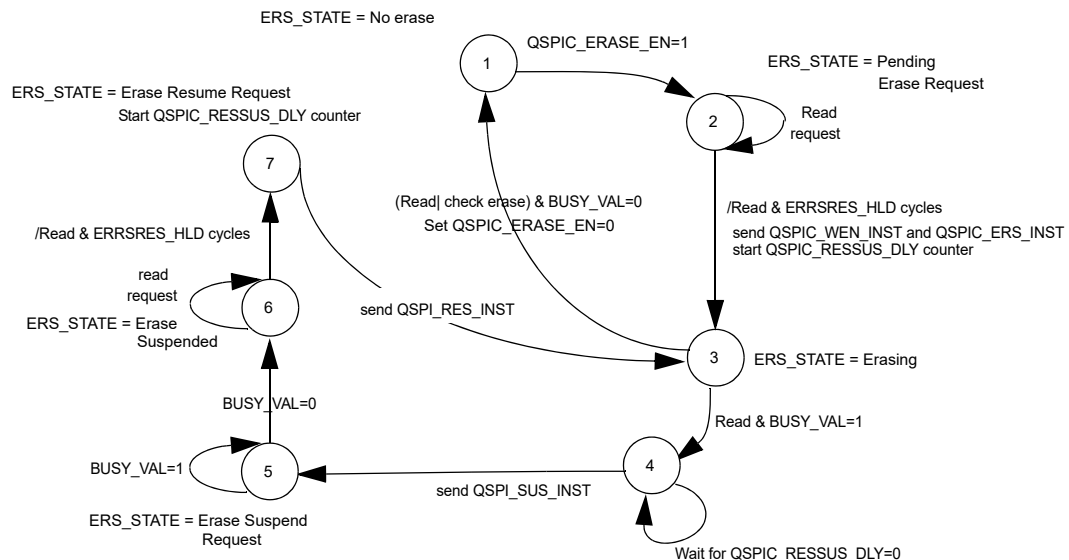 ERS_STATE = No erase
QSPIC_ERASE_EN=1
1
ERS_STATE = Pending
Erase Request
ERS_STATE = Erase Resume Request
Start QSPIC_RESSUS_DLY counter
2
Read
request
7
(Read| check erase) & BUSY_VAL=0
Set QSPIC_ERASE_EN=0
/Read & ERRSRES_HLD cycles
send QSPIC_WEN_INST and QSPIC_ERS_INST
start QSPIC_RESSUS_DLY counter
/Read & ERRSRES_HLD cycles
read
request
6
send QSPI_RES_INST
ERS_STATE = Erase
Suspended
3
ERS_STATE = Erasing
BUSY_VAL=0
Read & BUSY_VAL=1
BUSY_VAL=1
5
4
send QSPI_SUS_INST
ERS_STATE = Erase Suspend
Request
Wait for QSPIC_RESSUS_DLY=0